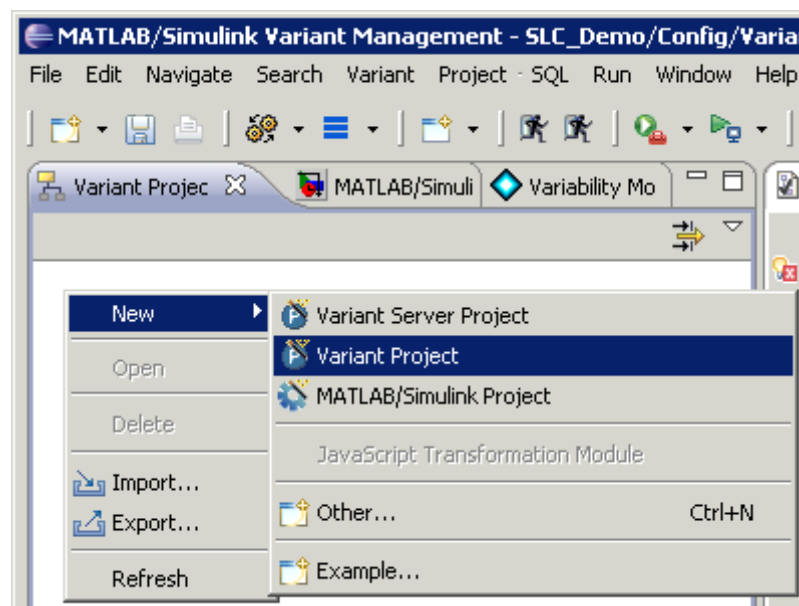 MATLAB/Simulink Variant Management - SLC_Demo/Config/Varia
File Edit Navigate Search Variant Project SQL Run Window Help
Variant Projec MATLAB/Simuli Variability Mo
New
Open
Delete
Import...
Export...
Refresh
Variant Server Project
Variant Project
MATLAB/Simulink Project
JavaScript Transformation Module
Other... Ctrl+N
Example...